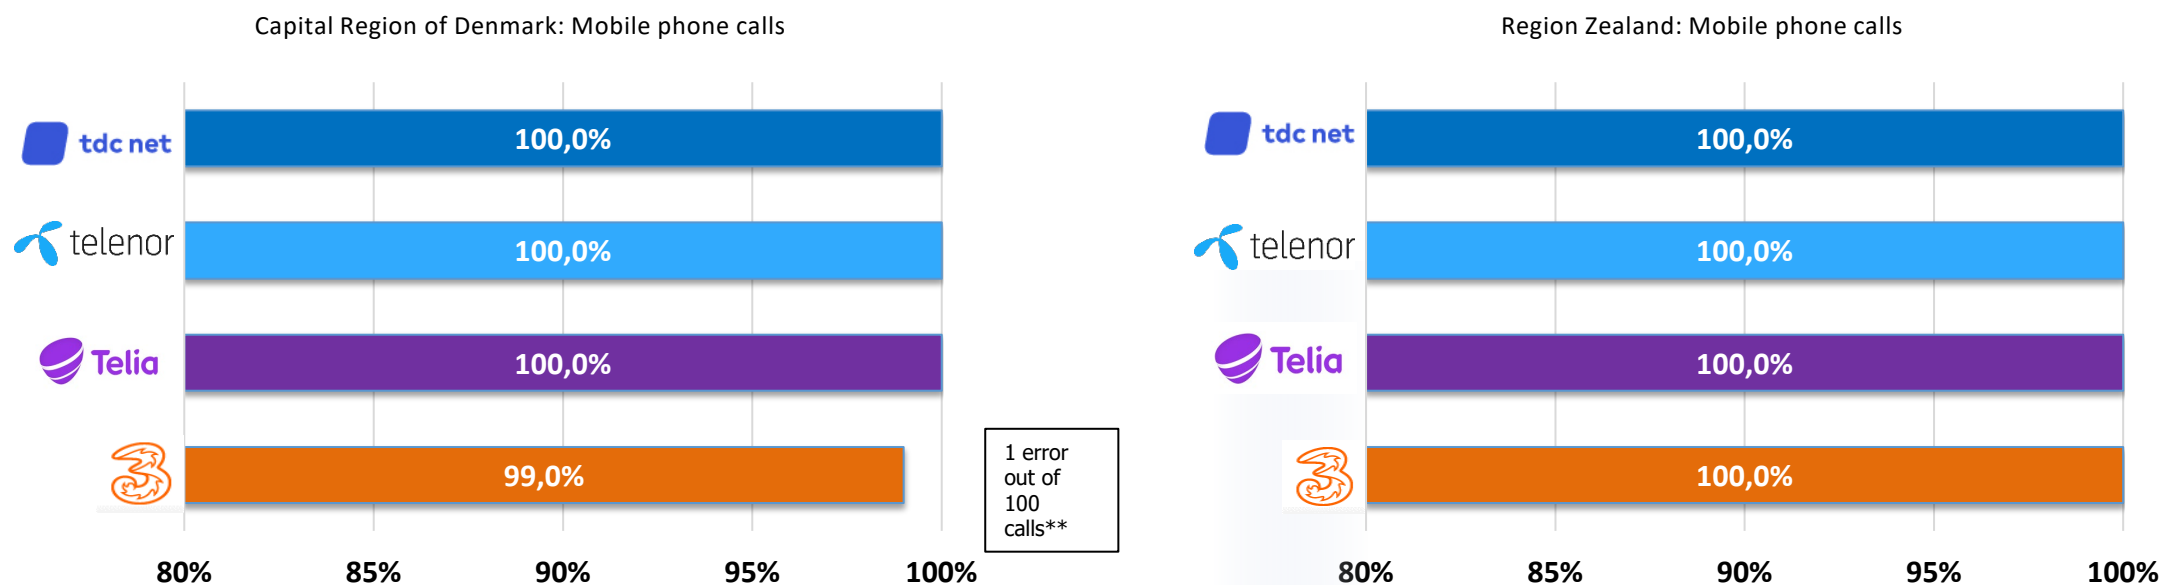 Capital Region of Denmark: Mobile phone calls
tdc net
100,0%
telenor
100,0%
Telia
100,0%
3
99,0%
1 error
out of
100
calls**
80%
85%
90%
95%
100%
Region Zealand: Mobile phone calls
tdc net
100,0%
telenor
100,0%
Telia
100,0%
3
100,0%
80%
85%
90%
95%
100%